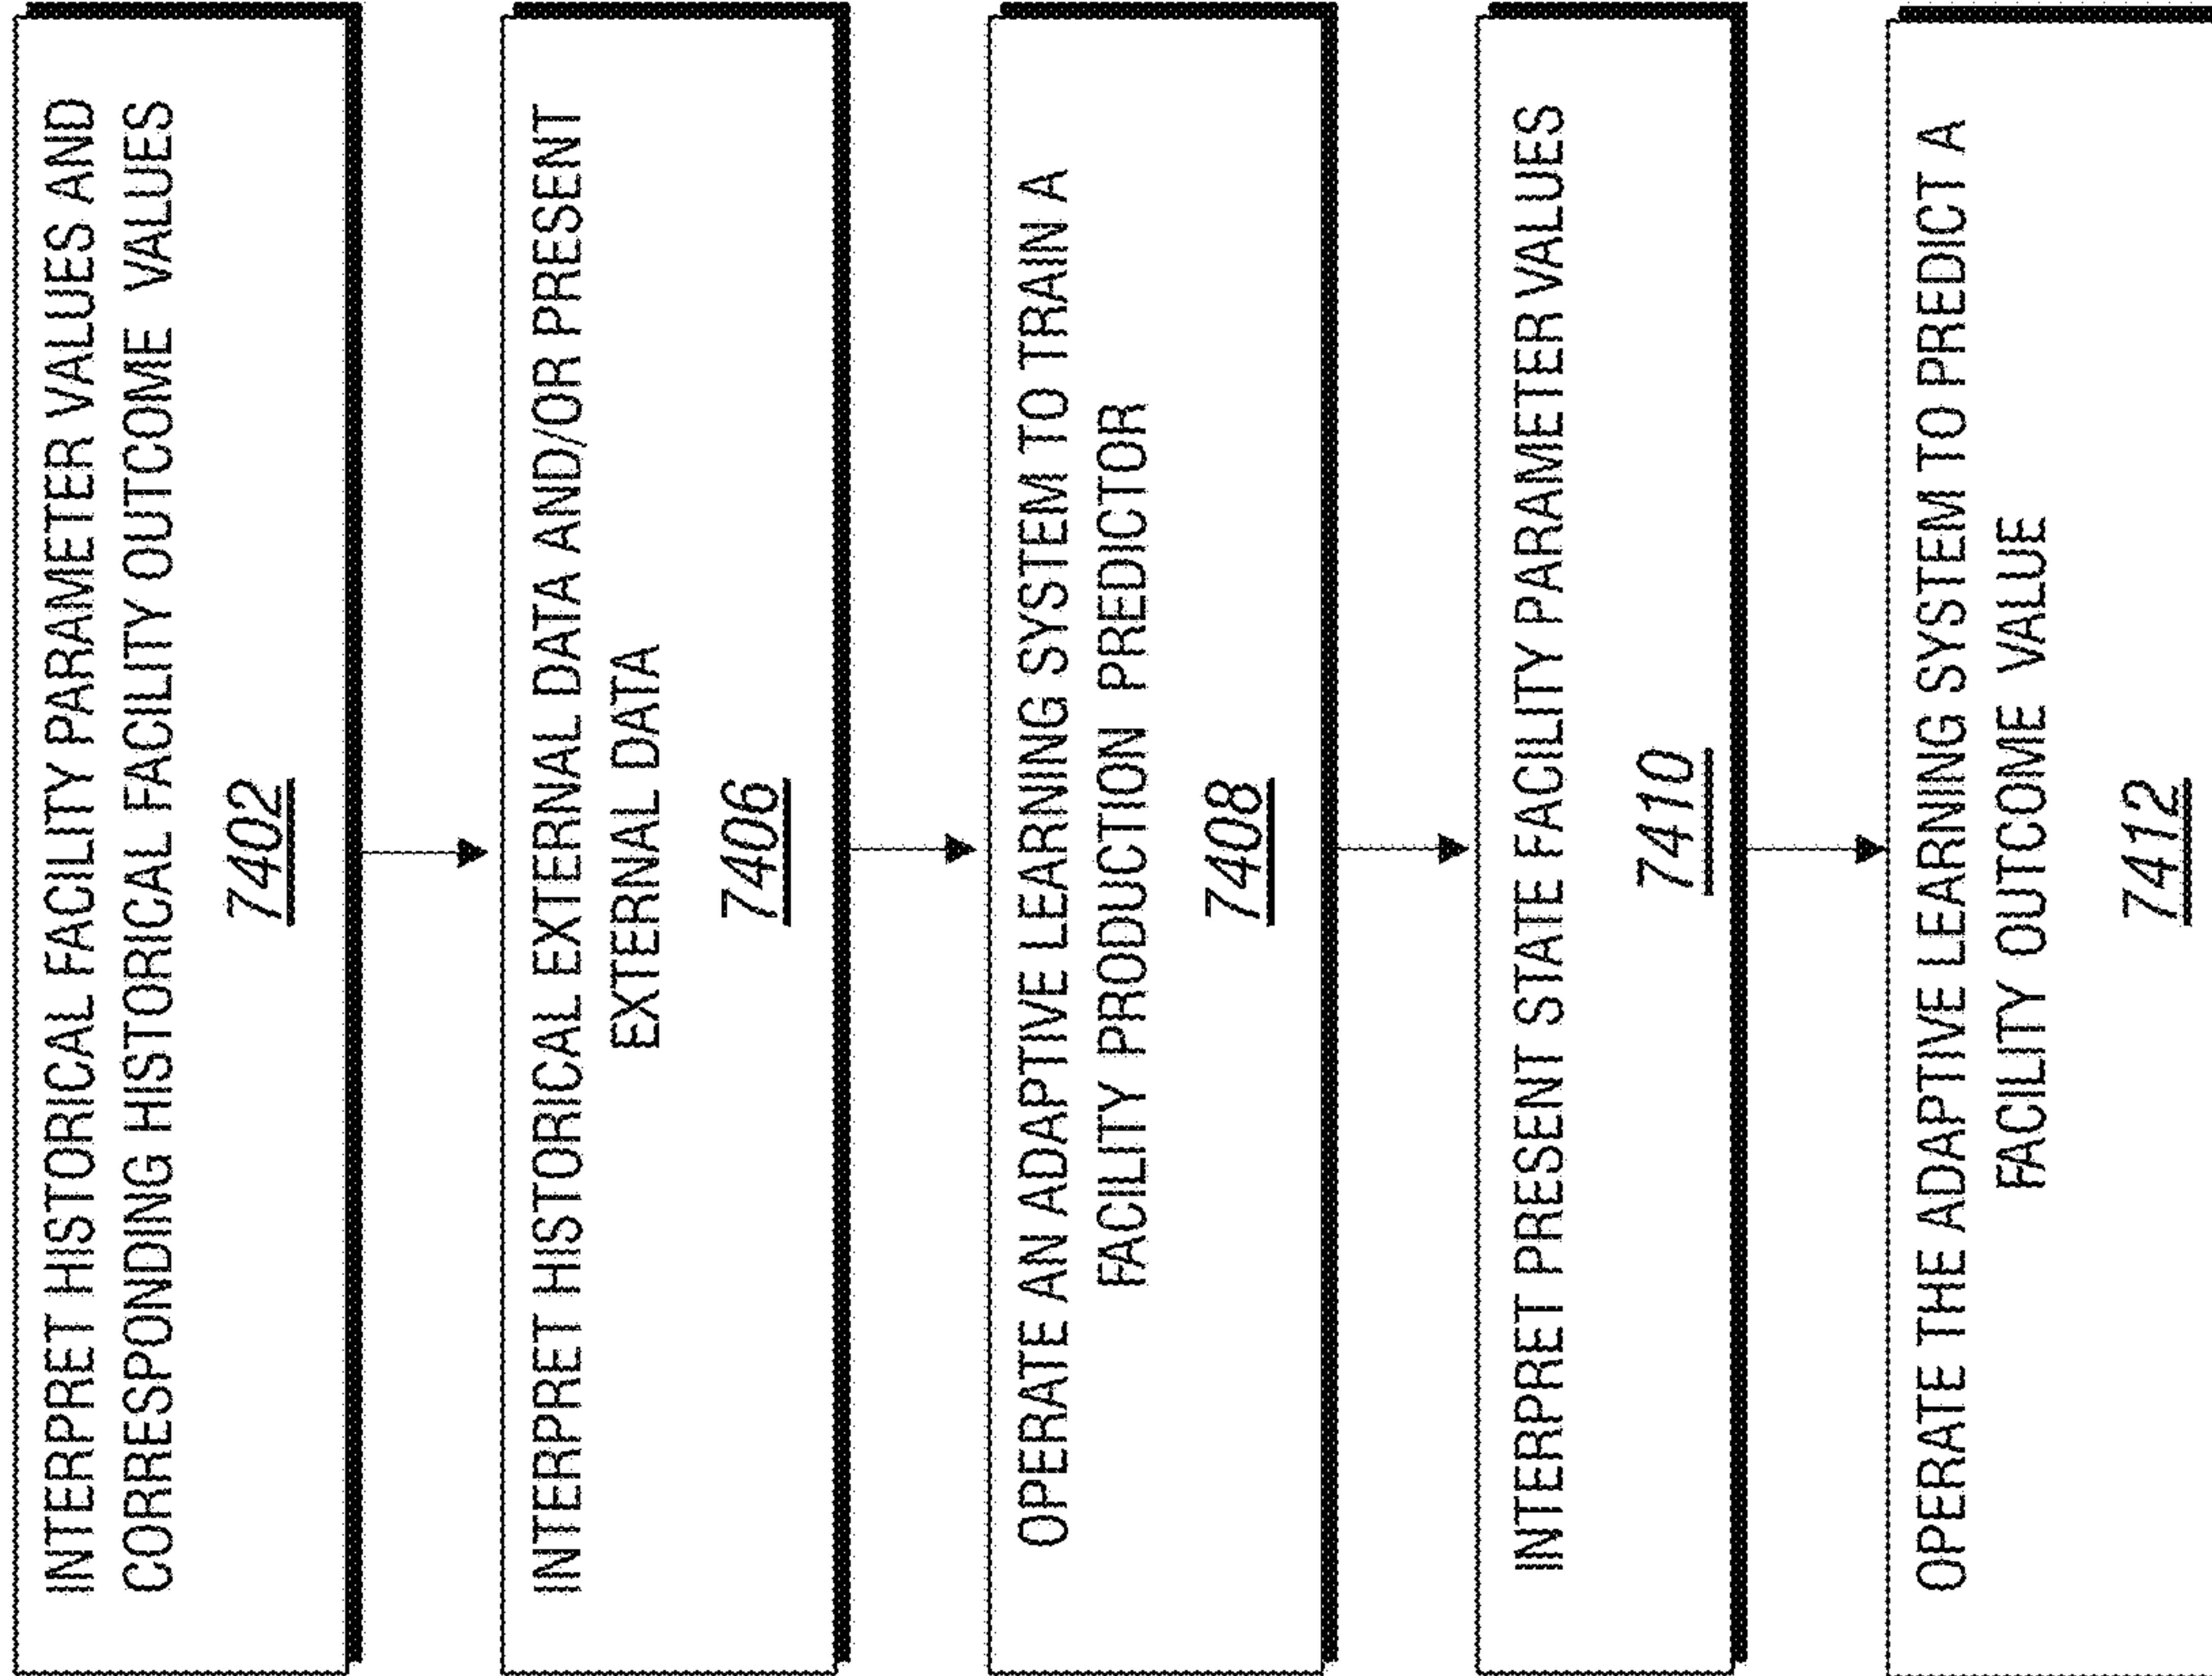 INTERPRET HISTORICAL FACILITY PARAMETER VALUES AND
CORRESPONDING HISTORICAL FACILITY OUTCOME VALUES
7402
INTERPRET HISTORICAL EXTERNAL DATA AND/OR PRESENT
EXTERNAL DATA
7406
OPERATE AN ADAPTIVE LEARNING SYSTEM TO TRAIN A
FACILITY PRODUCTION PREDICTOR
7408
INTERPRET PRESENT STATE FACILITY PARAMETER VALUES
7410
OPERATE THE ADAPTIVE LEARNING SYSTEM TO PREDICT A
FACILITY OUTCOME VALUE
7412